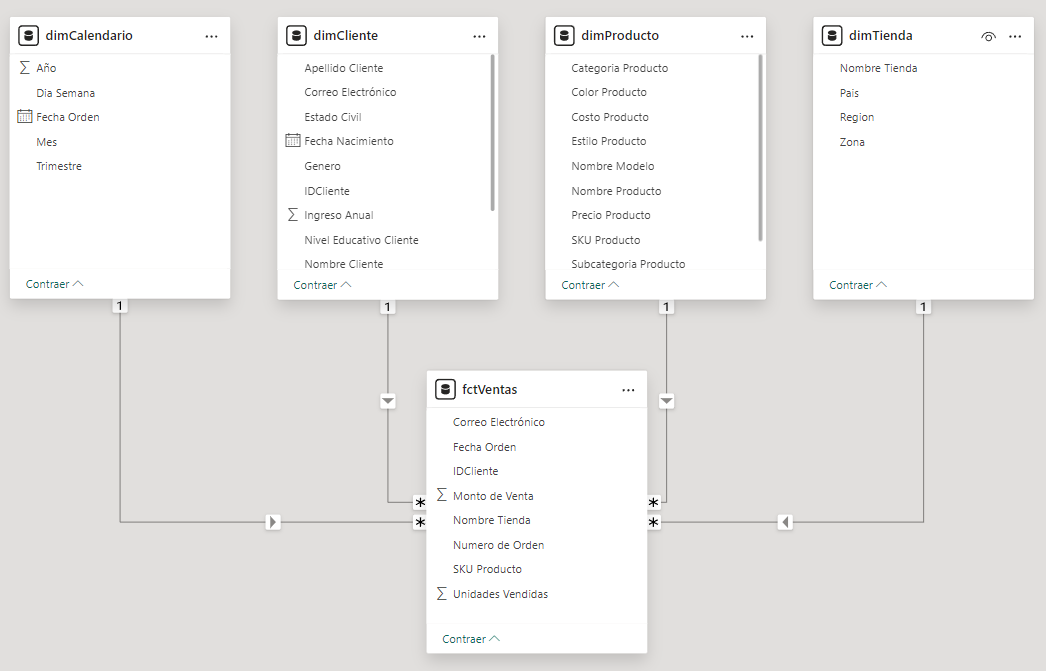 dimCalendario
Año
Dia Semana
Fecha Orden
Mes
Trimestre
Contraer
dimCliente
Apellido Cliente
Correo Electrónico
Estado Civil
Fecha Nacimiento
Genero
IDCliente
Ingreso Anual
Nivel Educativo Cliente
Nombre Cliente
Contraer
dimProducto
Categoria Producto
Color Producto
Costo Producto
Estilo Producto
Nombre Modelo
Nombre Producto
Precio Producto
SKU Producto
Subcategoria Producto
Contraer
dimTienda
Nombre Tienda
Pais
Region
Zona
Contraer
1
1
1
1
fctVentas
Correo Electrónico
Fecha Orden
IDCliente
Monto de Venta
Nombre Tienda
Numero de Orden
SKU Producto
Unidades Vendidas
Contraer
*
*
*
*